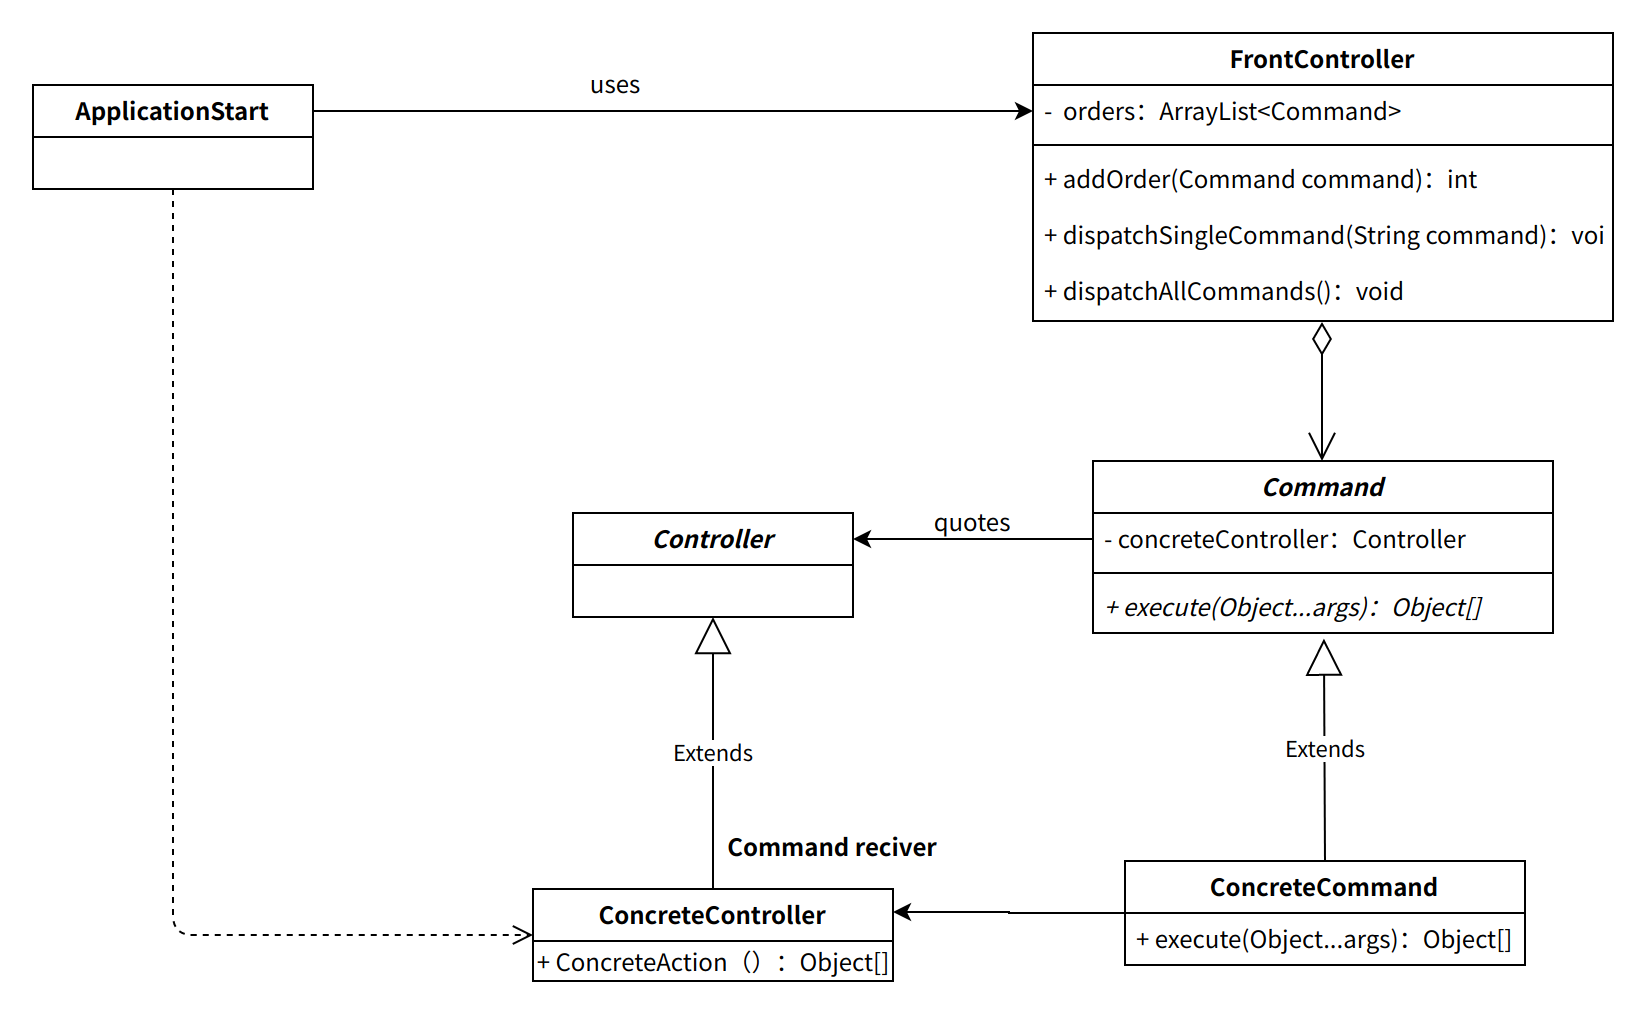 uses
FrontController
ApplicationStart
- orders：ArrayList<Command>
+ addOrder(Command command)：int
+ dispatchSingleCommand(String command)：voi
+ dispatchAllCommands()：void
Command
quotes
Controller
- concreteController：Controller
+ execute(Object...args)：Object[]
Extends
Extends
Command reciver
ConcreteCommand
ConcreteController
+ execute(Object...args)：Object[]
+ ConcreteAction（）：Object[]